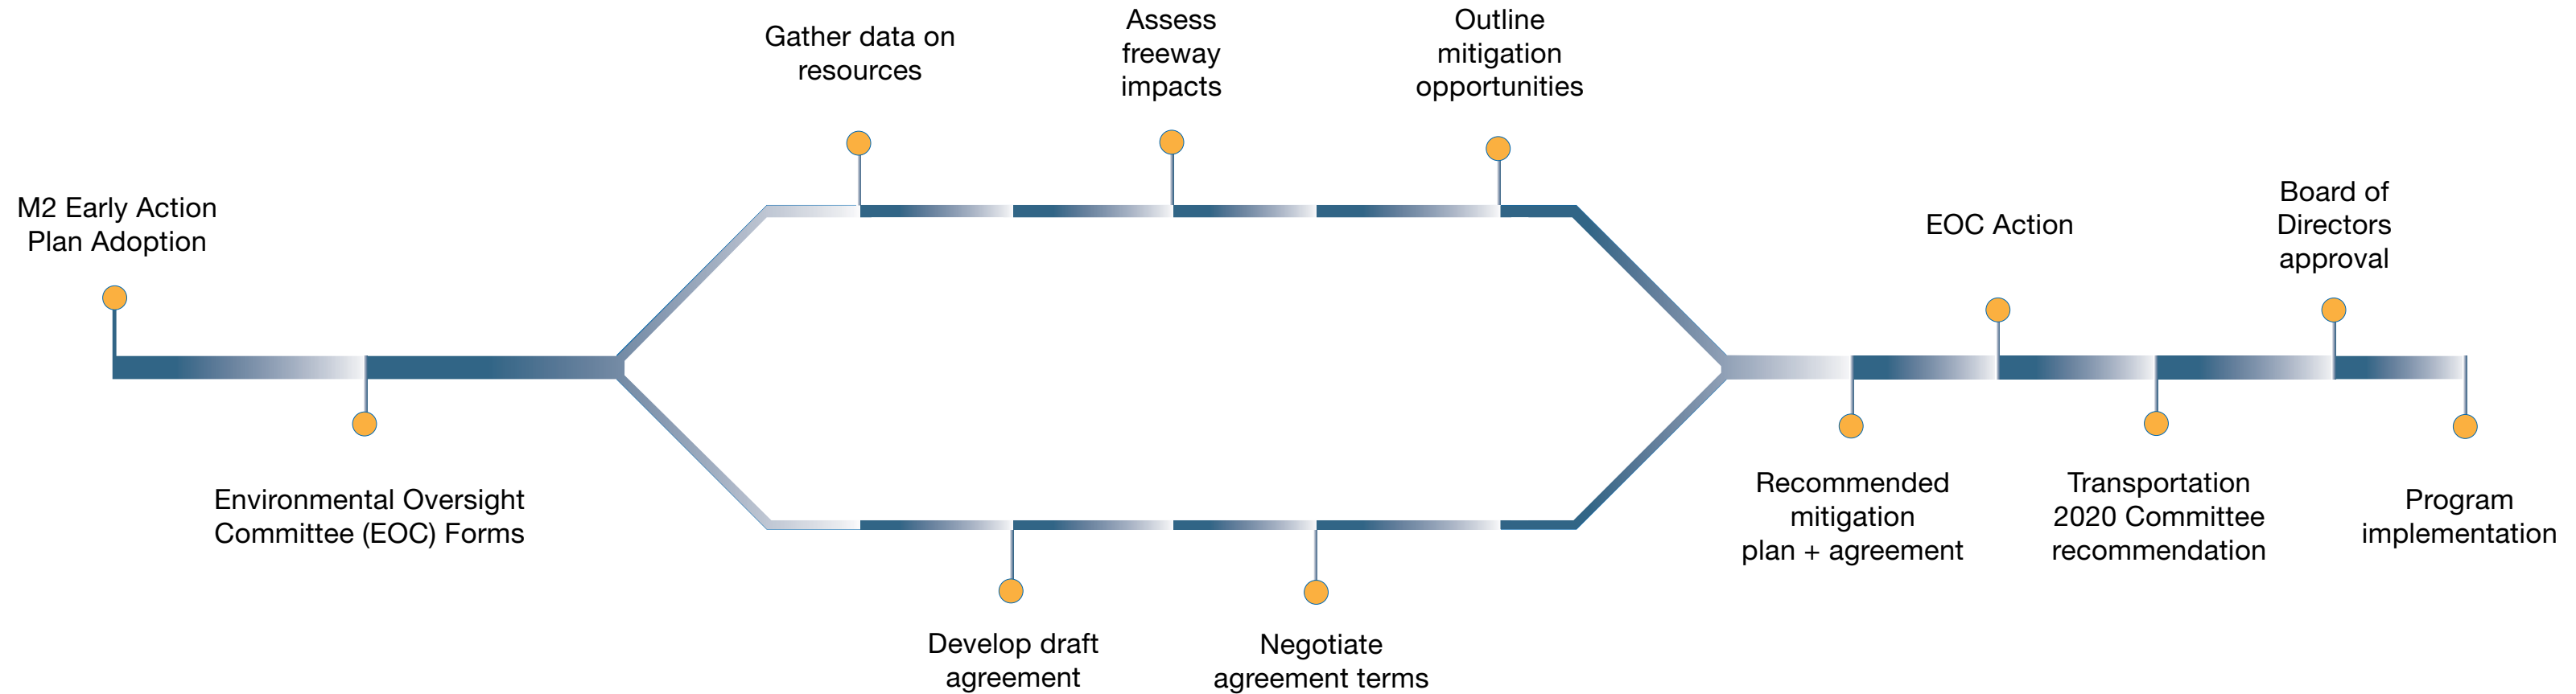 M2 Early Action
Plan Adoption
Environmental Oversight
Committee (EOC) Forms
Gather data on
resources
Assess
freeway
impacts
Outline
mitigation
opportunities
Develop draft
agreement
Negotiate
agreement terms
Recommended
mitigation
plan + agreement
EOC Action
Transportation
2020 Committee
recommendation
Board of
Directors
approval
Program
implementation